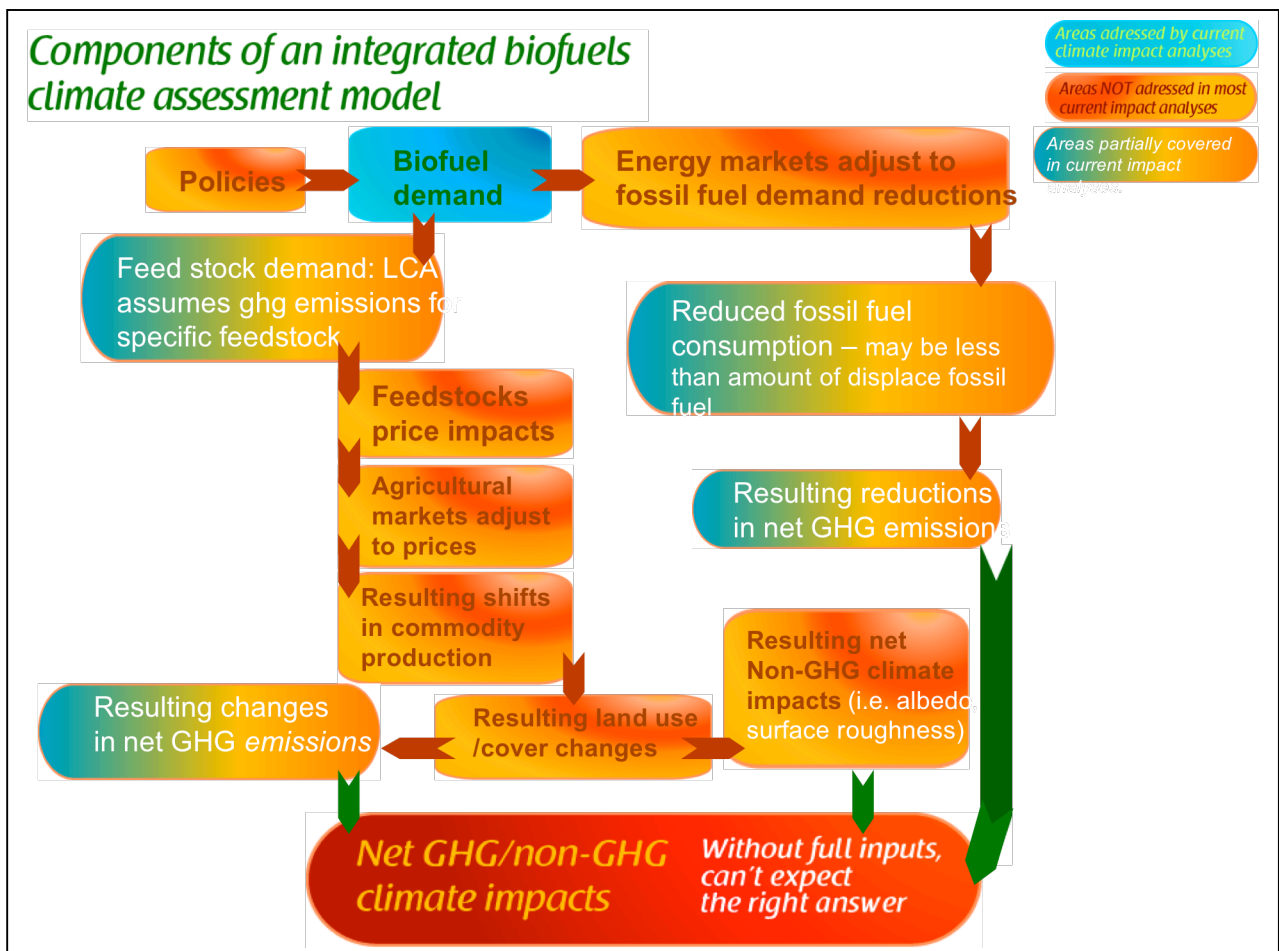 Components of an integrated biofuels
climate assessment model
Areas adressed by current
climate impact analyses
Areas NOT adressed in most
current impact analyses
Areas partially covered
in current impact
analyses.
Policies
Biofuel
demand
Energy markets adjust to
fossil fuel demand reductions
Feed stock demand: LCA
assumes ghg emissions for
specific feedstock
Reduced fossil fuel
consumption – may be less
than amount of displace fossil
fuel
Feedstocks
price impacts
Agricultural
markets adjust
to prices
Resulting reductions
in net GHG emissions
Resulting shifts
in commodity
production
Resulting net
Non-GHG climate
impacts (i.e. albedo,
surface roughness)
Resulting changes
in net GHG emissions
Resulting land use
/cover changes
Net GHG/non-GHG
climate impacts
Without full inputs,
can't expect
the right answer